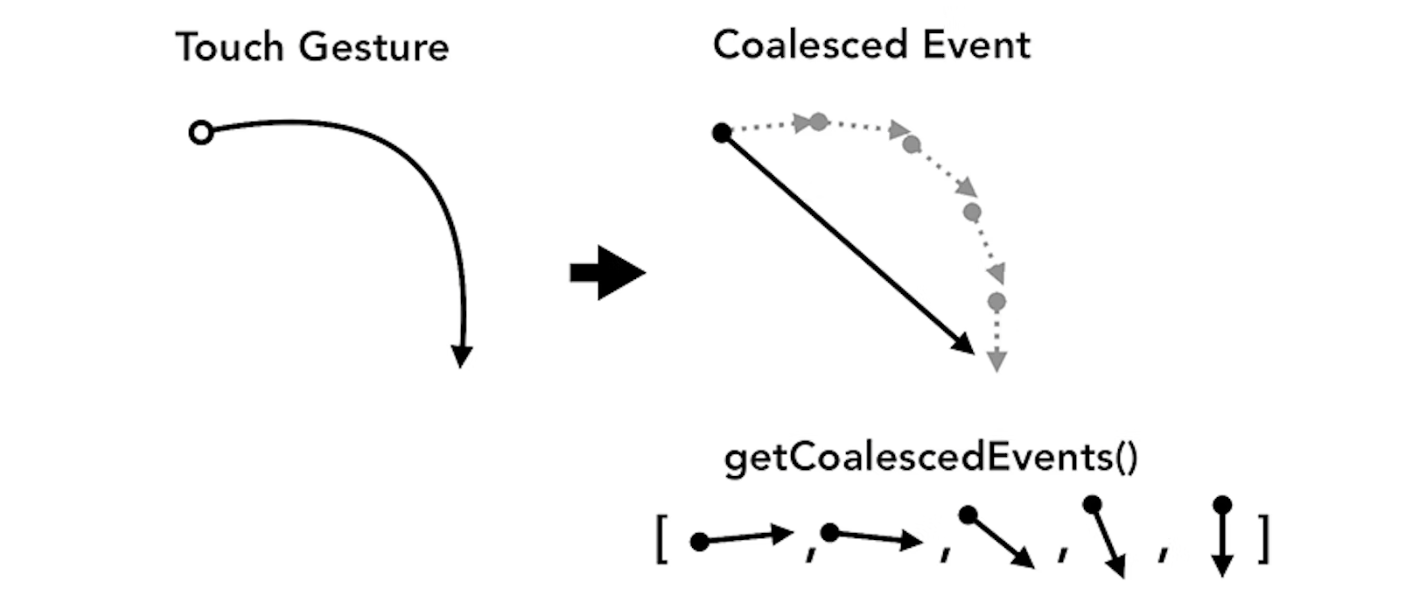 Touch Gesture
Coalesced Event
getCoalescedEvents()
[ , , , , ]